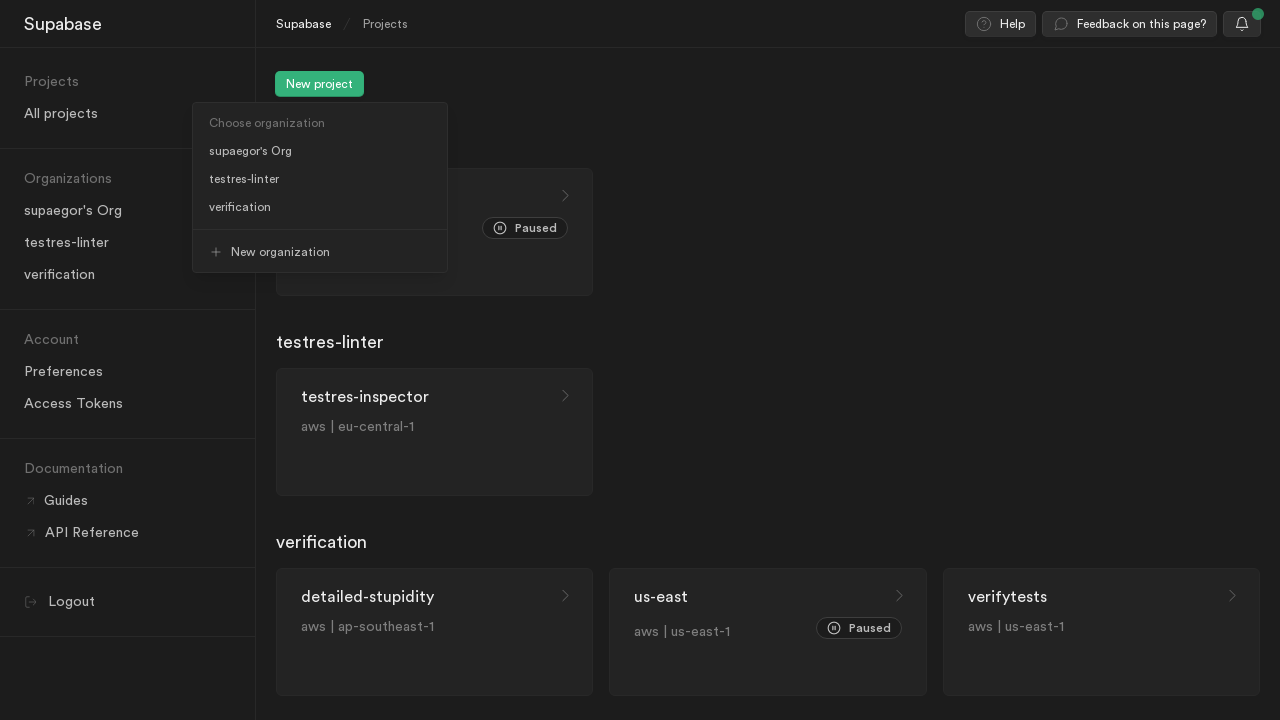 Supabase
Supabase / Projects
Help
Feedback on this page?
Projects
All projects
Organizations
supaegor's Org
testres-linter
verification
Account
Preferences
Access Tokens
Documentation
Guides
API Reference
Logout
New project
Choose organization
supaegor's Org
testres-linter
verification
New organization
Paused
testres-linter
testres-inspector
aws | eu-central-1
verification
detailed-stupidity
aws | ap-southeast-1
us-east
aws | us-east-1
Paused
verifytests
aws | us-east-1